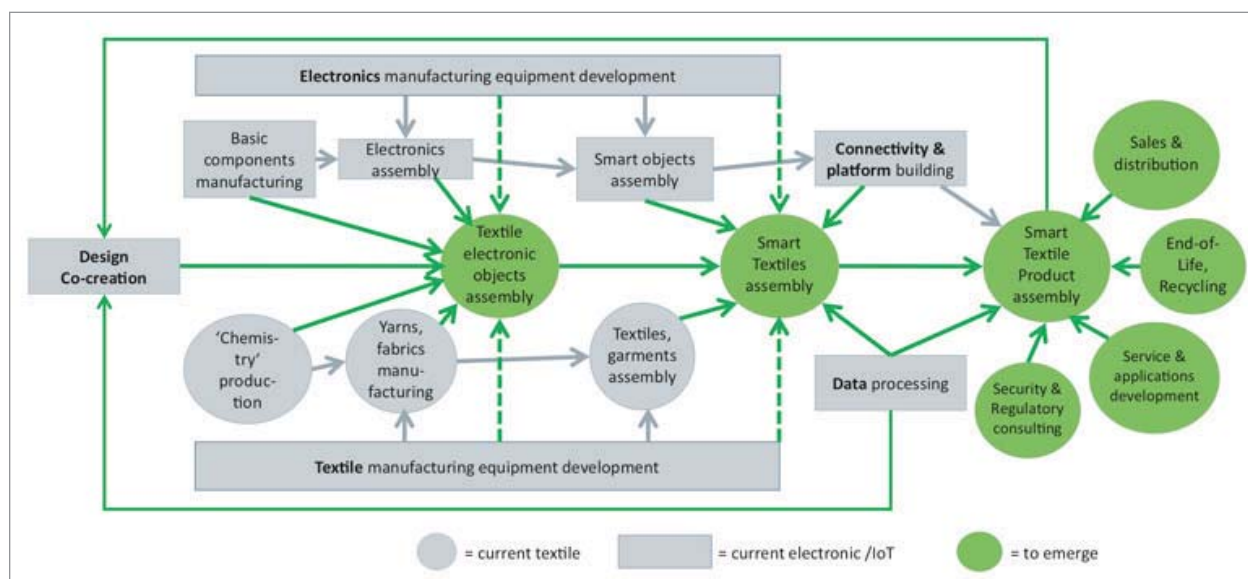 Electronics manufacturing equipment development
Basic
components
manufacturing
Electronics
assembly
Smart objects
assembly
Connectivity &
platform building
Sales &
distribution
Design
Co-creation
Textile
electronic
objects
assembly
Smart
Textiles
assembly
Smart
Textile
Product
assembly
End-of-
Life,
Recycling
'Chemis-
try'
produc-
tion
Yarns,
fabrics
manu-
facturing
Textiles,
garments
assembly
Data processing
Security &
Regulatory
consulting
Service &
applications
development
Textile manufacturing equipment development
= current textile
= current electronic /IoT
= to emerge